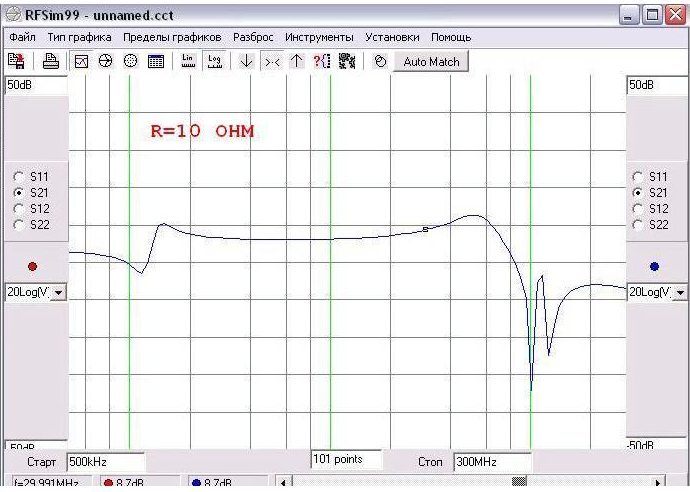 RFSim99 - unnamed.cct
Файл Тип графика Пределы графиков Разброс Инструменты Установки Помощь
Lin Log ?{ Auto Match
50dB 50dB
R=10 OHM
S11 S11
S21 S21
S12 S12
S22 S22
20Log(V 20Log(V
-50dB -50dB
Старт 500kHz 101 points Стоп 300MHz
f=29.991MHz 8.7dB 8.7dB